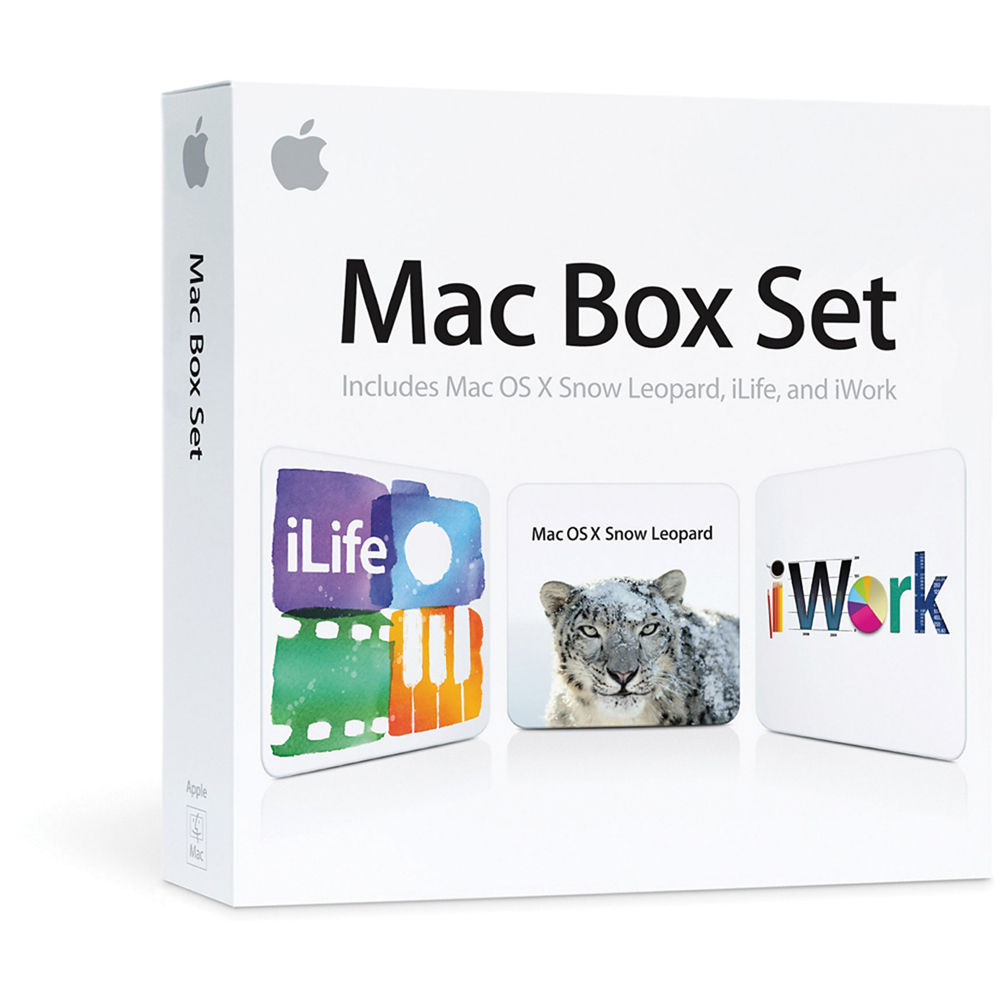 Mac Box Set
Includes Mac OS X Snow Leopard, iLife, and iWork
iLife
Mac OS X Snow Leopard
iWork
Mac Box Set
Apple
Mac